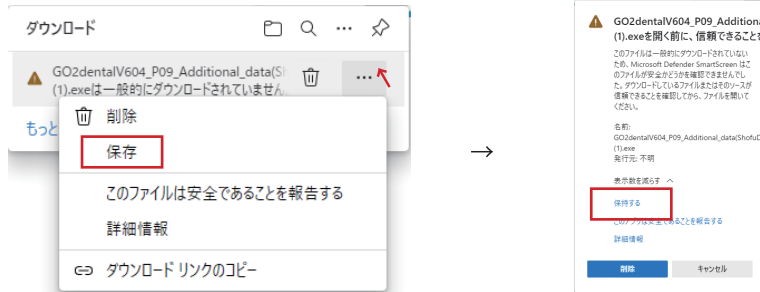 ダウンロード
GO2dentalV604_P09_Additional_data(Sh
(1).exeは一般的にダウンロードされていません
もっと
削除
保存
このファイルは安全であることを報告する
詳細情報
ダウンロード リンクのコピー
→
GO2dentalV604_P09_Additiona
(1).exeを開く前に、信頼できることを
このファイルは一般的にダウンロードされていない
ため、Microsoft Defender SmartScreen はこ
のファイルが安全かどうかを確認できませんでし
た。ダウンロードしているファイルまたはそのソースが
信頼できることを確認してから、ファイルを開いて
ください。
名前:
GO2dentalV604_P09_Additional_data(ShofuD
(1).exe
発行元: 不明
表示数を減らす
保持する
このアプリは安全であることを報告する
詳細情報
削除
キャンセル